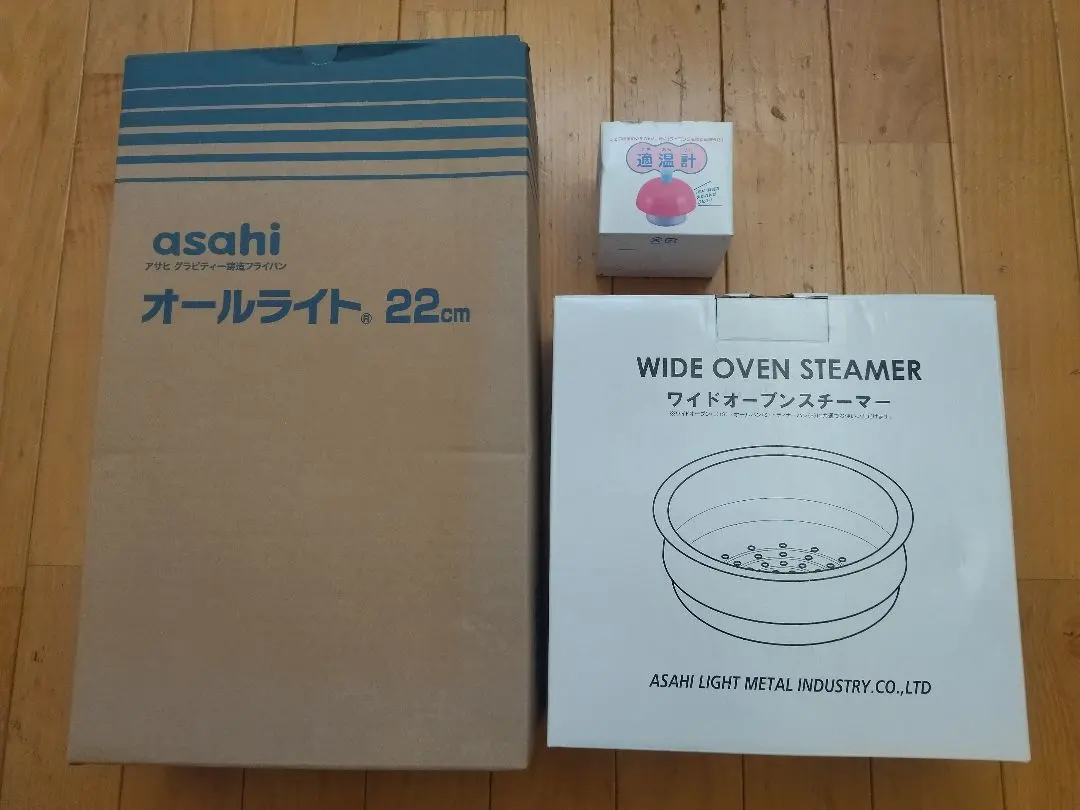 asahi
アサヒ グラビティー鋳造フライパン
オールライト® 22cm
適温計
WIDE OVEN STEAMER
ワイドオーブンスチーマー
ASAHI LIGHT METAL INDUSTRY.CO.,LTD